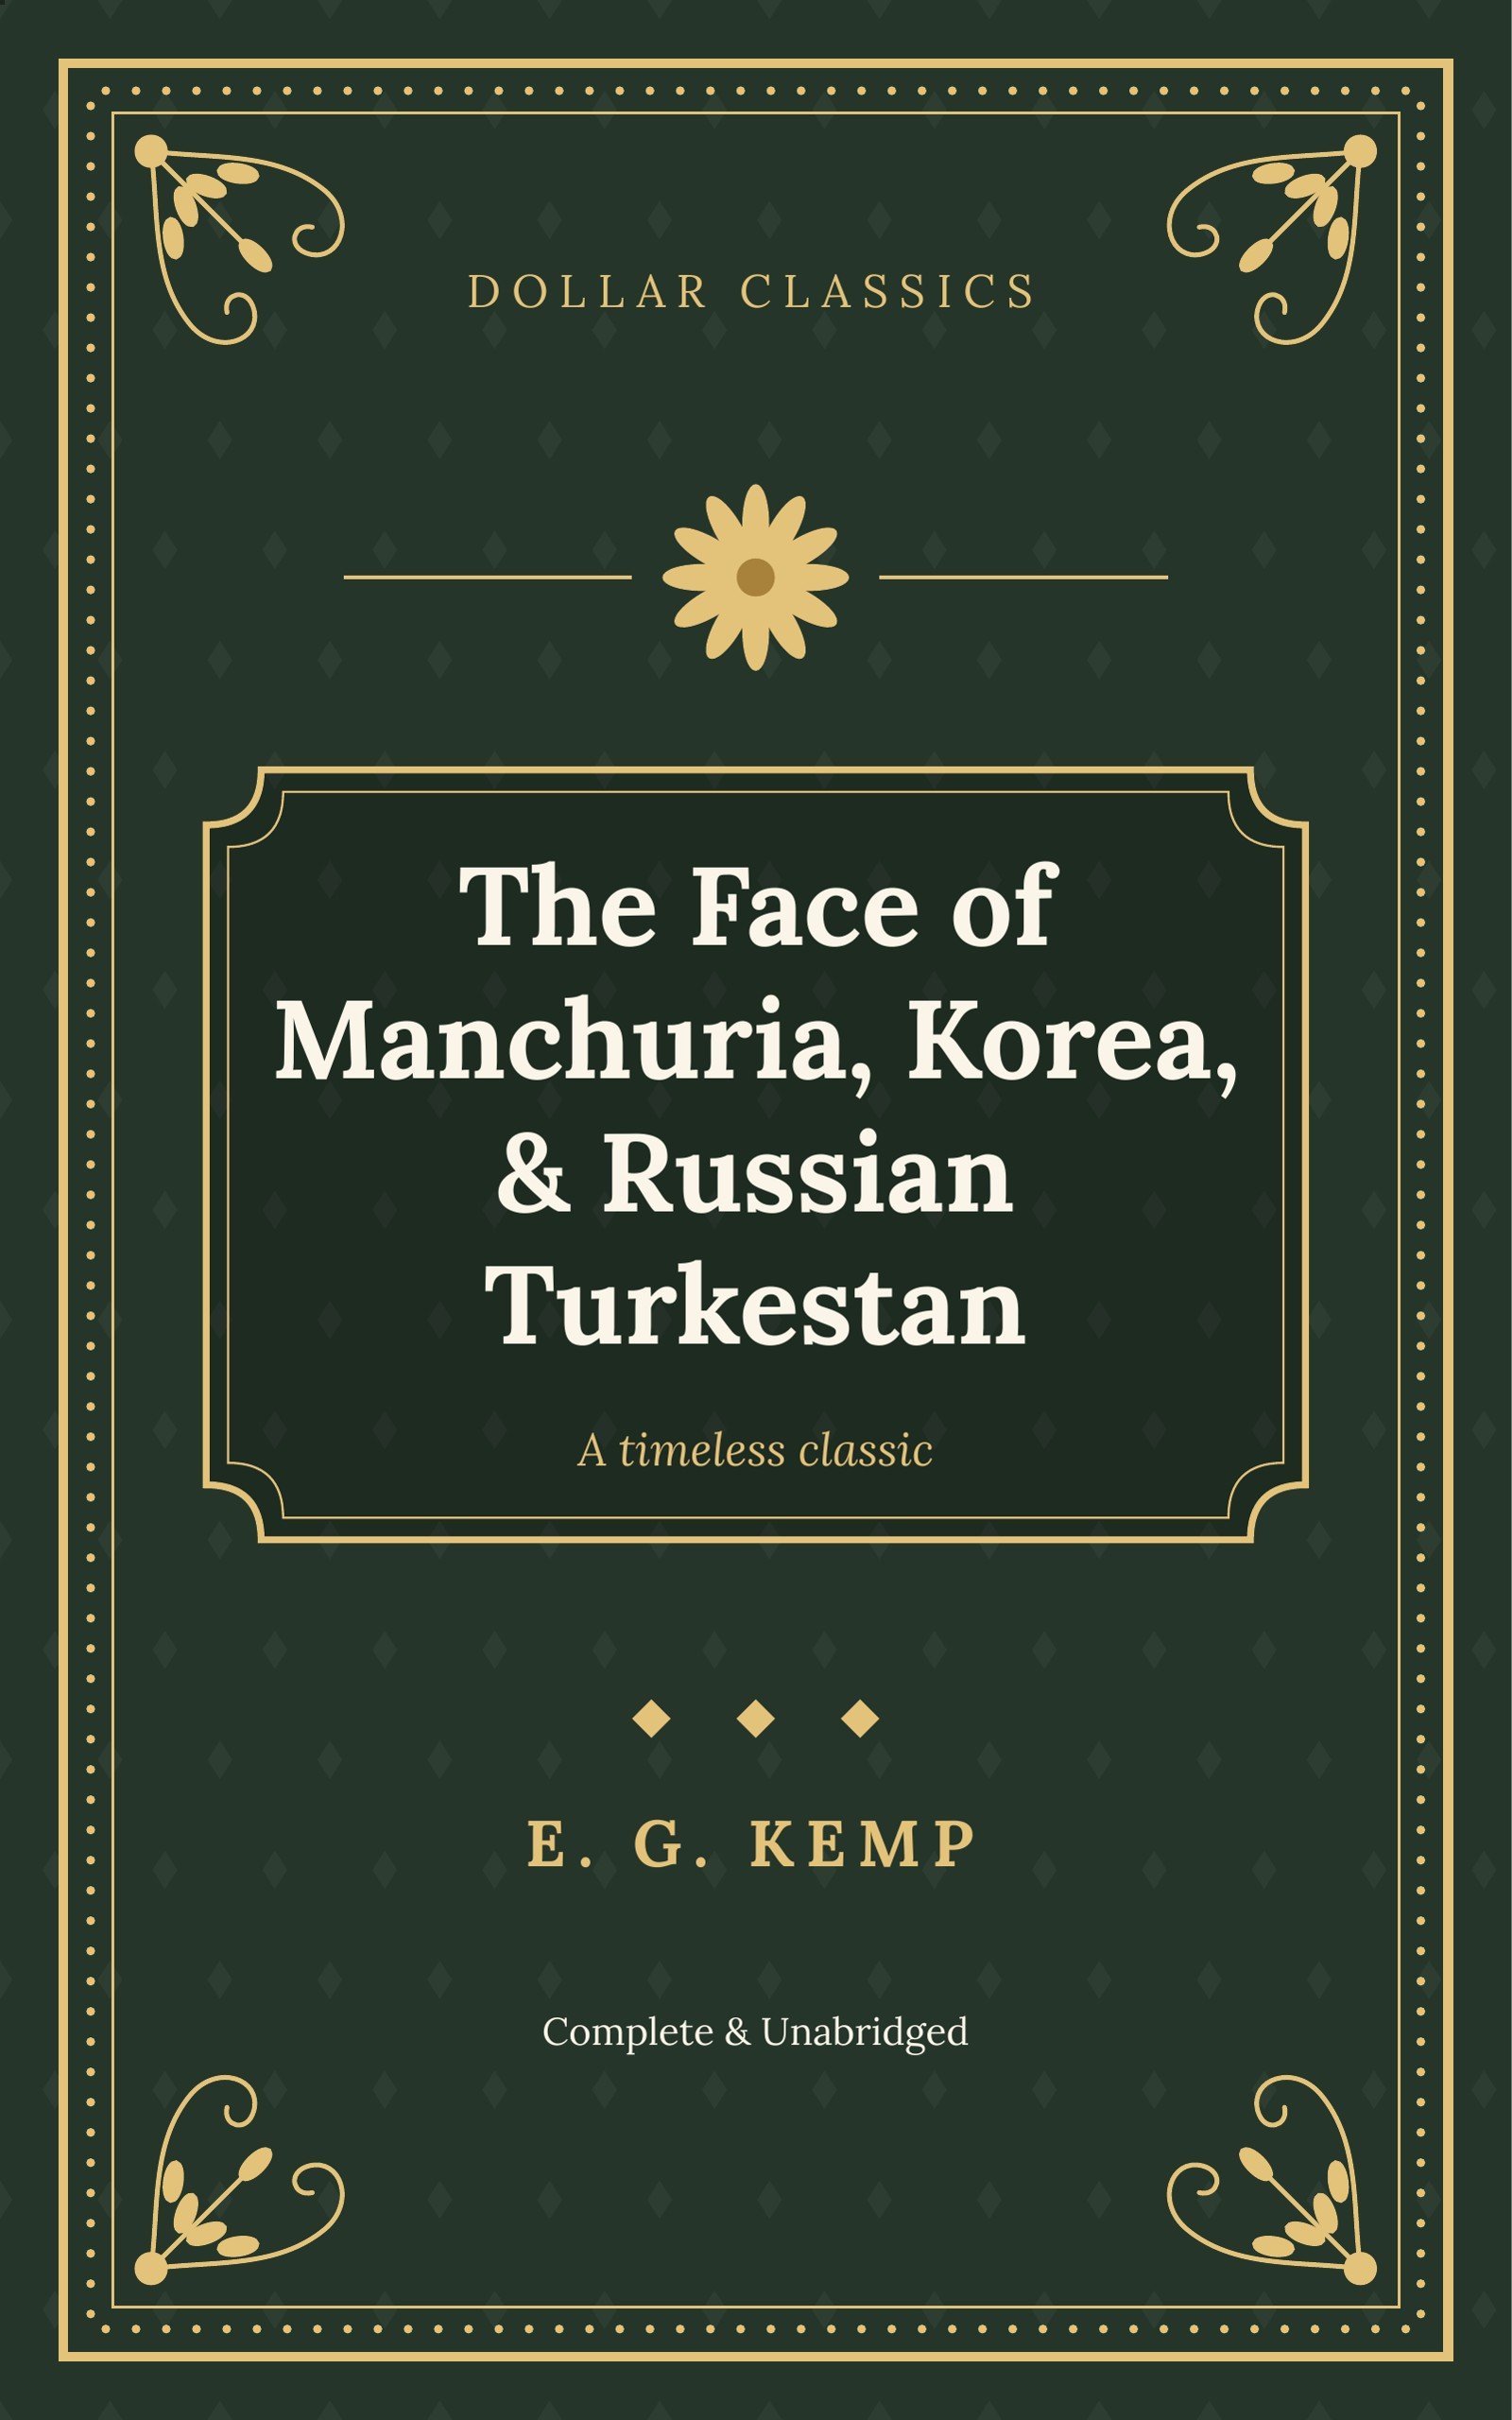 DOLLAR CLASSICS
The Face of
Manchuria, Korea,
& Russian
Turkestan
A timeless classic
E. G. KEMP
Complete & Unabridged